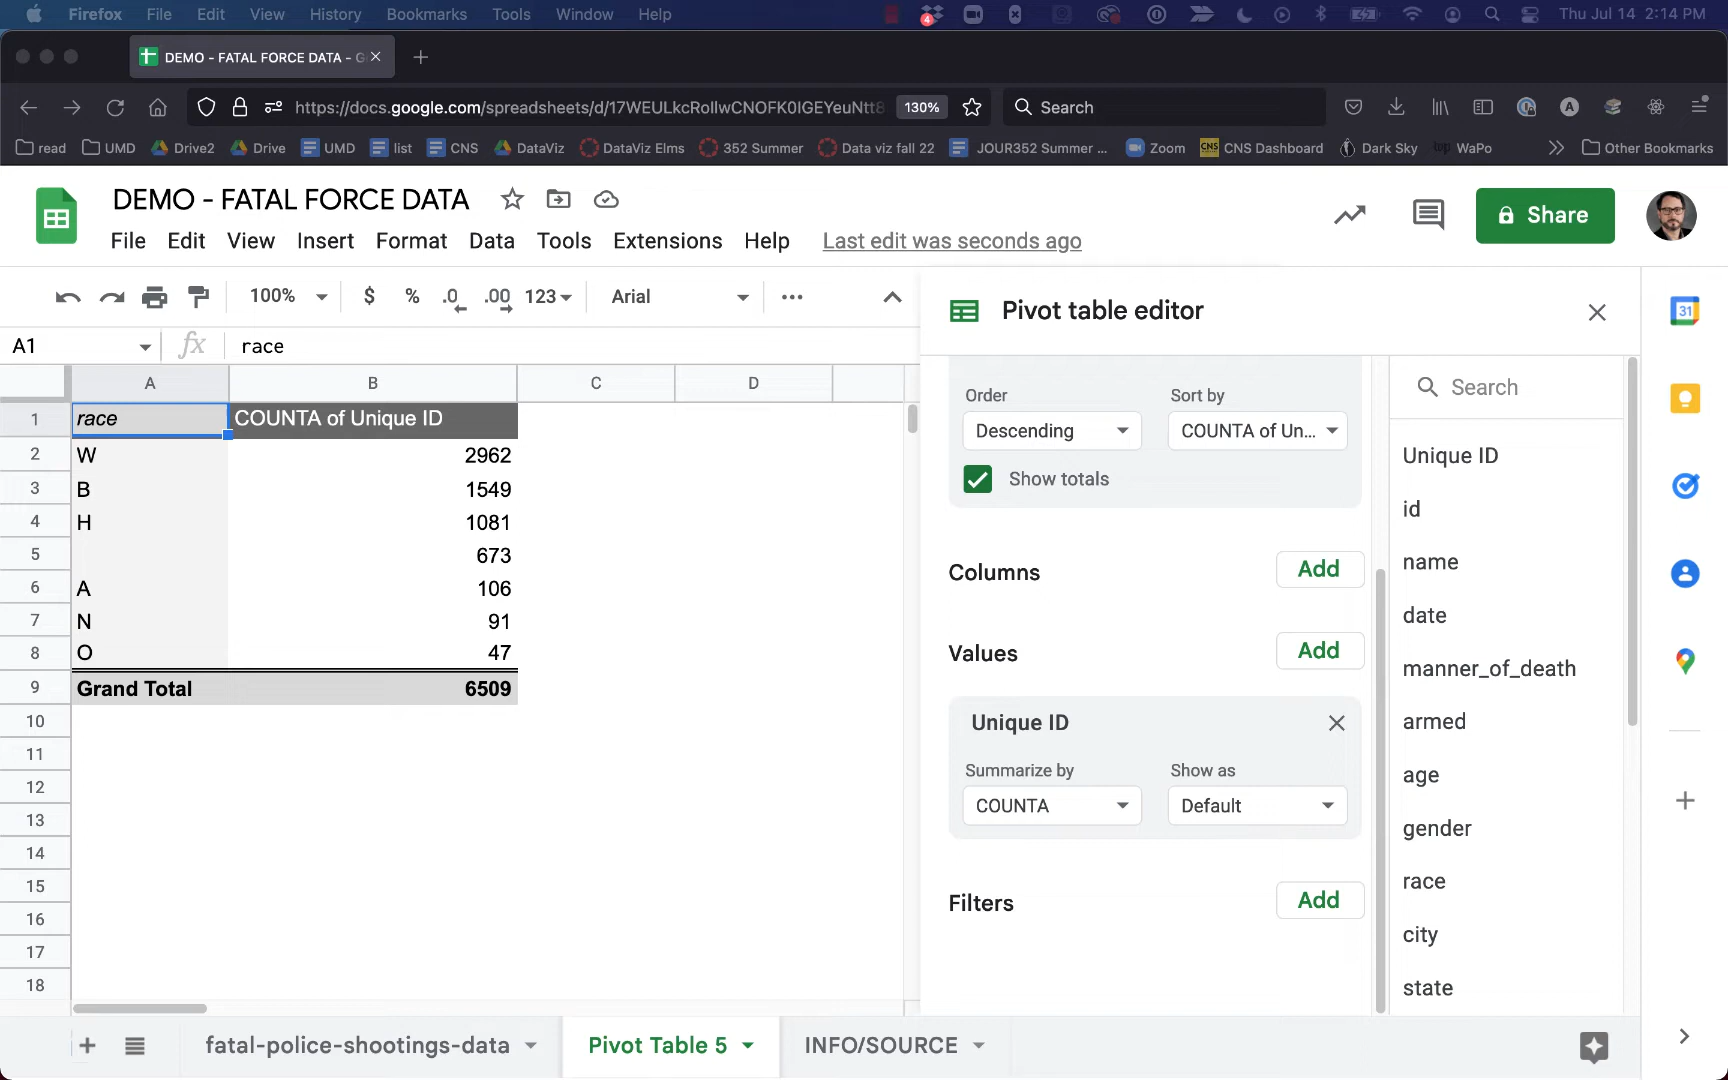 Firefox File Edit View History Bookmarks Tools Window Help 4 Thu Jul 14 2:14 PM
DEMO - FATAL FORCE DATA - G
https://docs.google.com/spreadsheets/d/17WEULkcRollwCNOFK0IGEYeuNtt8 130% Search
read UMD Drive2 Drive UMD list CNS DataViz DataViz Elms 352 Summer Data viz fall 22 JOUR352 Summer ... Zoom CNS CNS Dashboard Dark Sky wp WaPo Other Bookmarks
DEMO - FATAL FORCE DATA
Share
File Edit View Insert Format Data Tools Extensions Help Last edit was seconds ago
100% $ % .0 .00 123 Arial
Pivot table editor
31
A1 fx race
A B C D
1 race COUNTA of Unique ID
2 W 2962
3 B 1549
4 H 1081
5 673
6 A 106
7 N 91
8 O 47
9 Grand Total 6509
10
11
12
13
14
15
16
17
18
Order Sort by
Descending COUNTA of Un...
Show totals
Columns Add
Values Add
Unique ID
Summarize by Show as
COUNTA Default
Filters Add
Search
Unique ID
id
name
date
manner_of_death
armed
age
gender
race
city
state
fatal-police-shootings-data Pivot Table 5 INFO/SOURCE